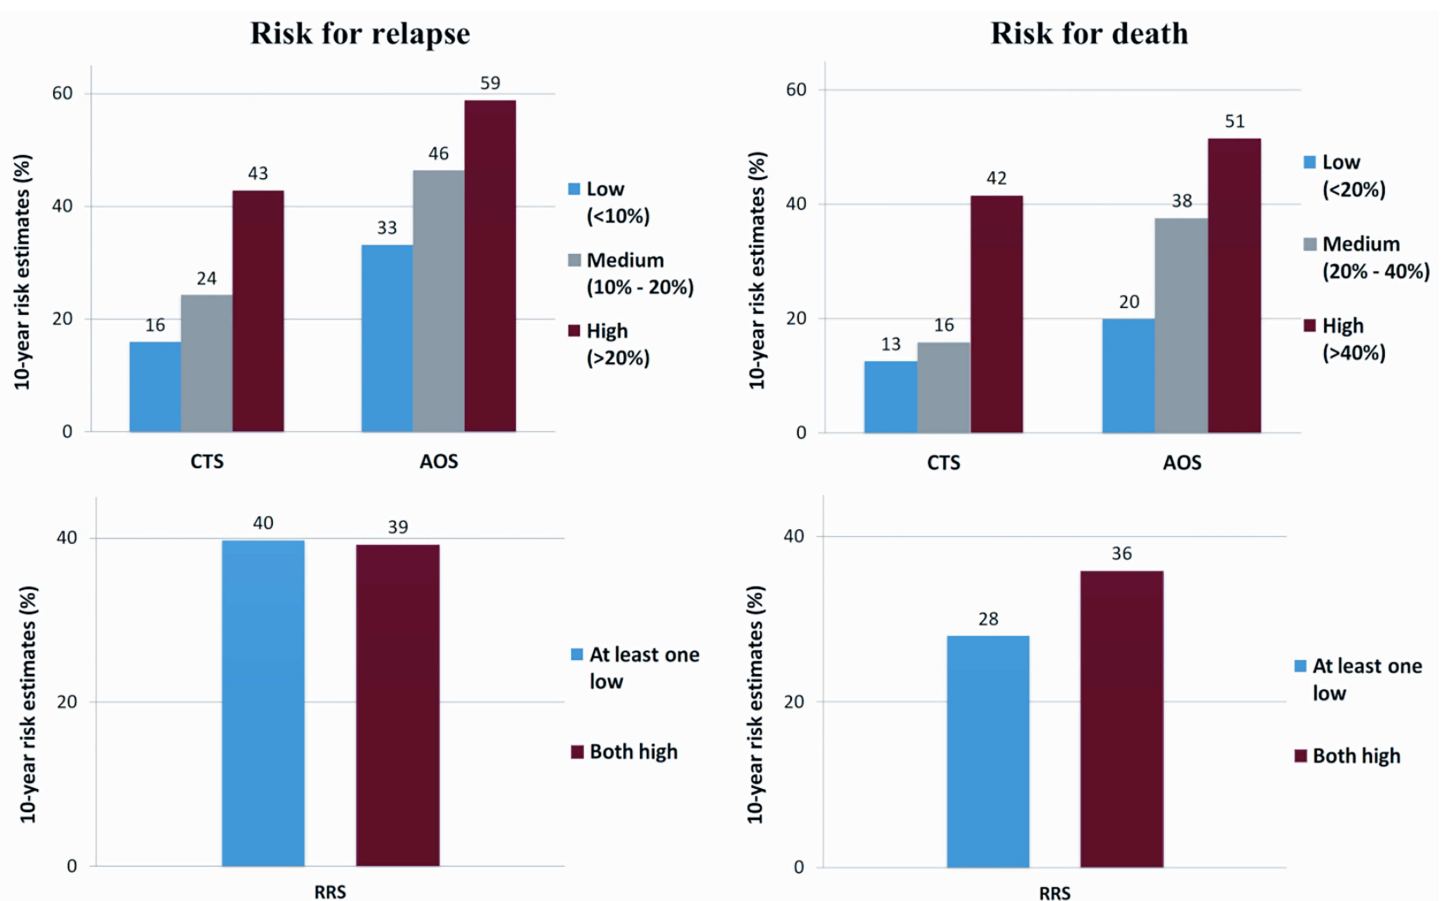 Risk for relapse
10-year risk estimates (%)
60
40
20
0
16
24
43
33
46
59
CTS
AOS
Low
(<10%)
Medium
(10% - 20%)
High
(>20%)
Risk for death
10-year risk estimates (%)
60
40
20
0
13
16
42
20
38
51
CTS
AOS
Low
(<20%)
Medium
(20% - 40%)
High
(>40%)
10-year risk estimates (%)
40
20
0
40
39
RRS
At least one
low
Both high
10-year risk estimates (%)
40
20
0
28
36
RRS
At least one
low
Both high